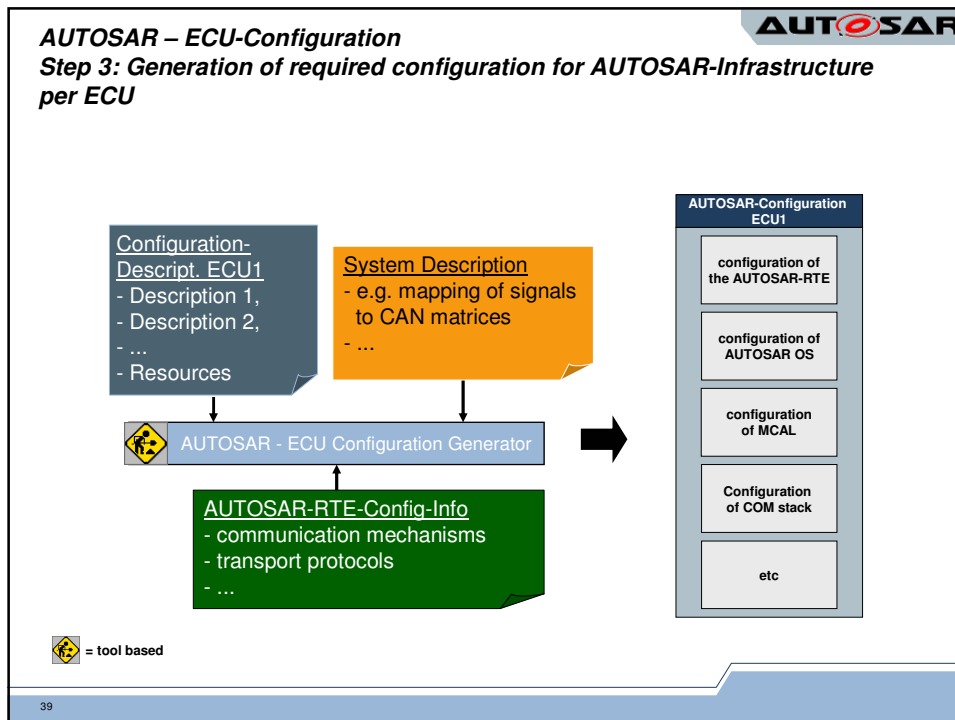 AUTOSAR – ECU-Configuration
Step 3: Generation of required configuration for AUTOSAR-Infrastructure
per ECU
AUTOSAR
Configuration-
Descript. ECU1
- Description 1,
- Description 2,
- ...
- Resources
System Description
- e.g. mapping of signals
to CAN matrices
- ...
AUTOSAR - ECU Configuration Generator
AUTOSAR-RTE-Config-Info
- communication mechanisms
- transport protocols
- ...
AUTOSAR-Configuration
ECU1
configuration of
the AUTOSAR-RTE
configuration of
AUTOSAR OS
configuration
of MCAL
Configuration
of COM stack
etc
= tool based
39